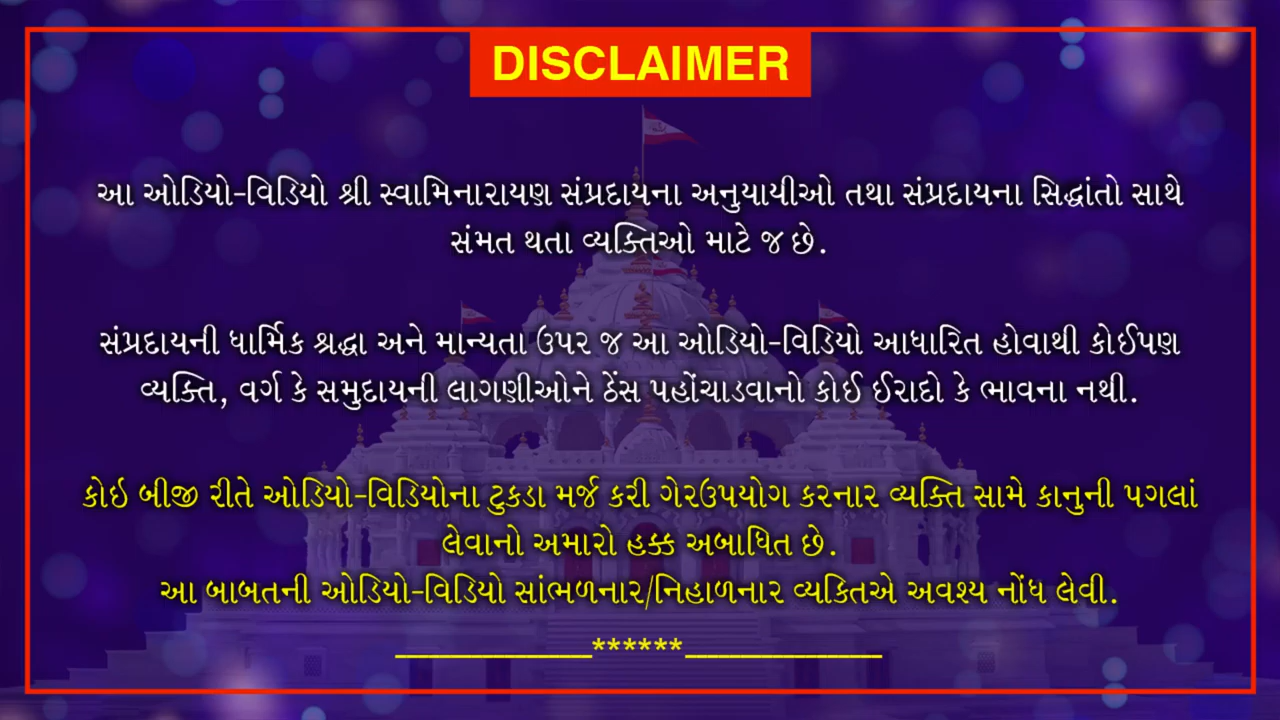 DISCLAIMER
આ ઓડિયો-વિડિયો શ્રી સ્વામિનારાયણ સંપ્રદાયના અનુયાયીઓ તથા સંપ્રદાયના સિદ્ધાંતો સાથે
સંમત થતા વ્યક્તિઓ માટે જ છે.
સંપ્રદાયની ધાર્મિક શ્રદ્ધા અને માન્યતા ઉપર જ આ ઓડિયો-વિડિયો આધારિત હોવાથી કોઈપણ
વ્યક્તિ, વર્ગ કે સમુદાયની લાગણીઓને ઠેંસ પહોંચાડવાનો કોઈ ઈરાદો કે ભાવના નથી.
કોઇ બીજી રીતે ઓડિયો-વિડિયોના ટુકડા મર્જ કરી ગેરઉપયોગ કરનાર વ્યક્તિ સામે કાનુની પગલાં
લેવાનો અમારો હક્ક અબાધિત છે.
આ બાબતની ઓડિયો-વિડિયો સાંભળનાર/નિહાળનાર વ્યકિતએ અવશ્ય નોંધ લેવી.
_______________******_______________